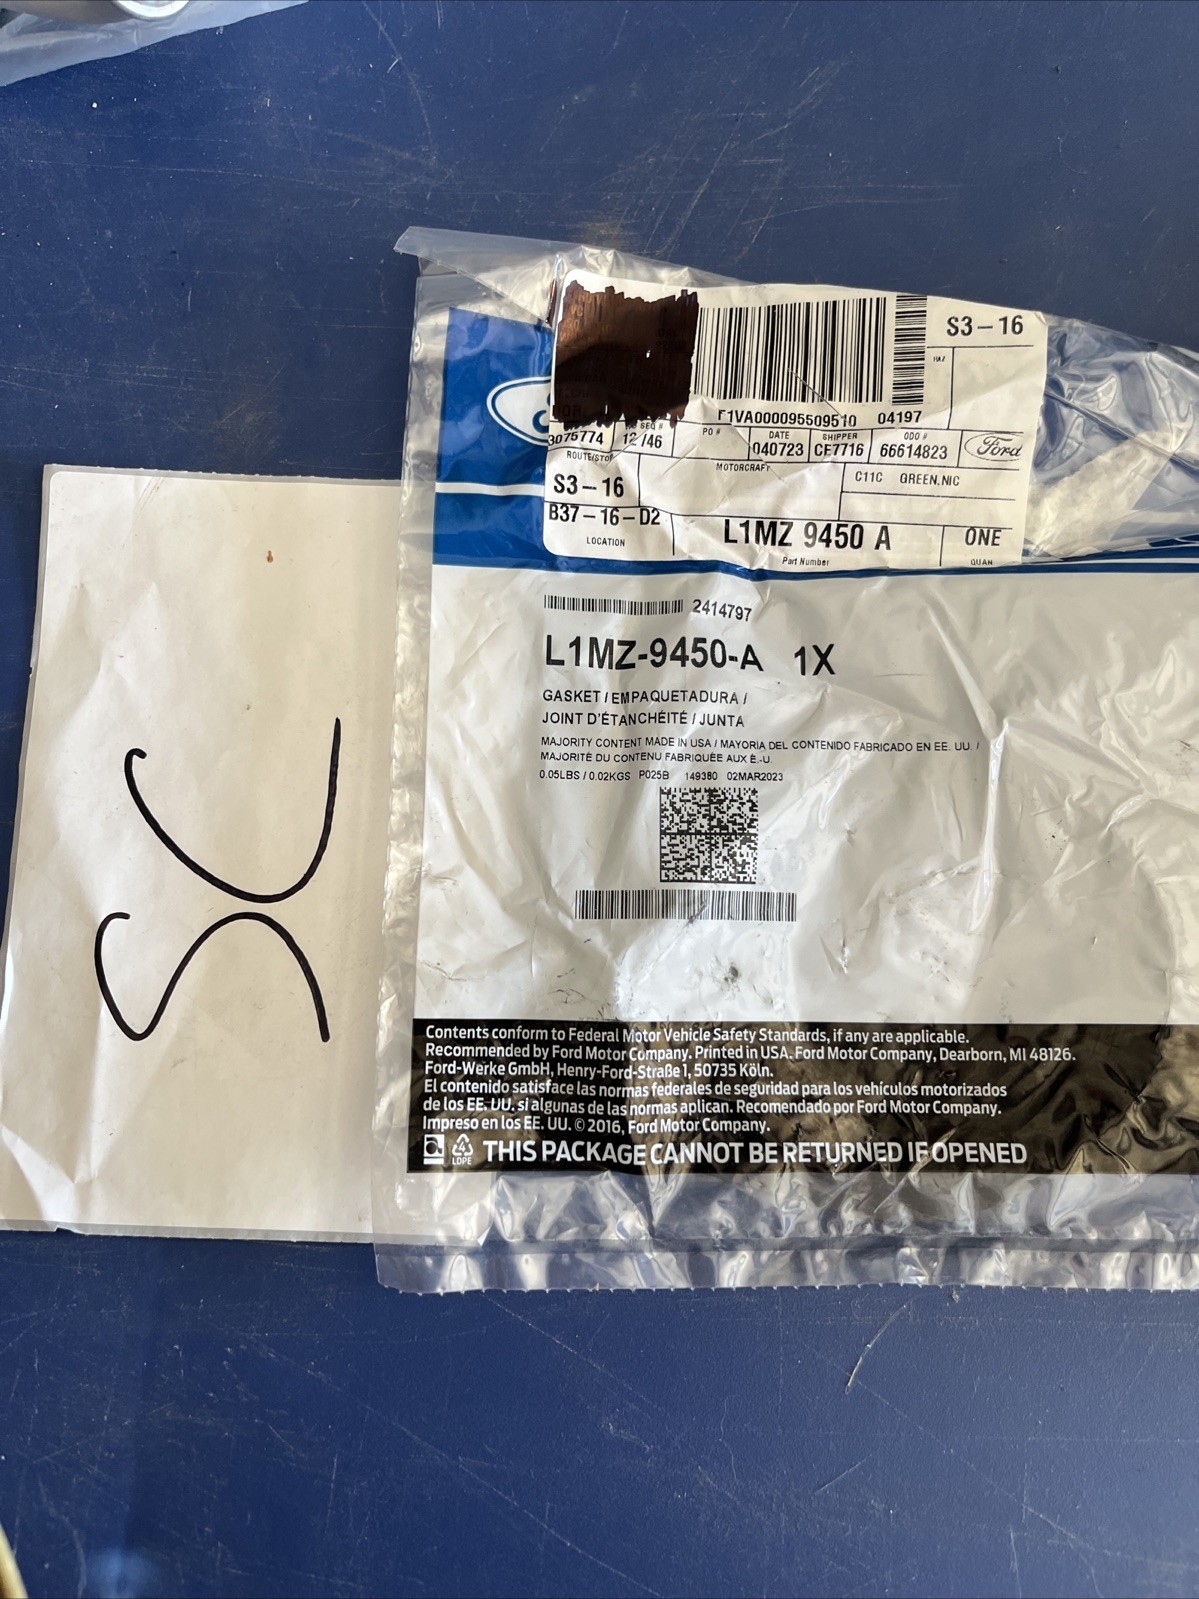 S3-16
HAZ
F1VA000095509510 04197
3075774
SEQ #
12/46
PO #
DATE
040723
SHIPPER
CF7716
ODO #
66614823
Ford
ROUTE/STOP
S3-16
MOTORCRAFT
C11C GREEN,NIC
B37-16-D2
LOCATION
L1MZ 9450 A
Part Number
ONE
QUAN
2414797
L1MZ-9450-A 1X
GASKET / EMPAQUETADURA /
JOINT D'ÉTANCHÉITÉ / JUNTA
MAJORITY CONTENT MADE IN USA / MAYORIA DEL CONTENIDO FABRICADO EN EE. UU. /
MAJORITÉ DU CONTENU FABRIQUÉE AUX É.-U.
0.05LBS / 0.02KGS P025B 149380 02MAR2023
SC
Contents conform to Federal Motor Vehicle Safety Standards, if any are applicable.
Recommended by Ford Motor Company. Printed in USA. Ford Motor Company, Dearborn, MI 48126.
Ford-Werke GmbH, Henry-Ford-Straße 1, 50735 Köln.
El contenido satisface las normas federales de seguridad para los vehículos motorizados
de los EE. UU. si algunas de las normas aplican. Recomendado por Ford Motor Company.
Impreso en los EE. UU. © 2016, Ford Motor Company.
4
LDPE
THIS PACKAGE CANNOT BE RETURNED IF OPENED